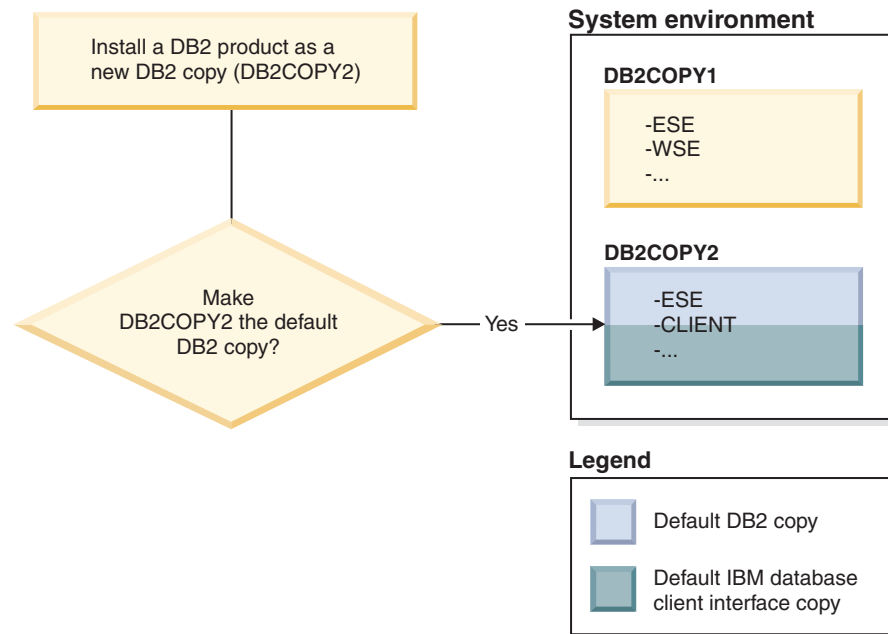 Install a DB2 product as a
new DB2 copy (DB2COPY2)
Make
DB2COPY2 the default
DB2 copy?
Yes
System environment
DB2COPY1
-ESE
-WSE
-...
DB2COPY2
-ESE
-CLIENT
-...
Legend
Default DB2 copy
Default IBM database
client interface copy